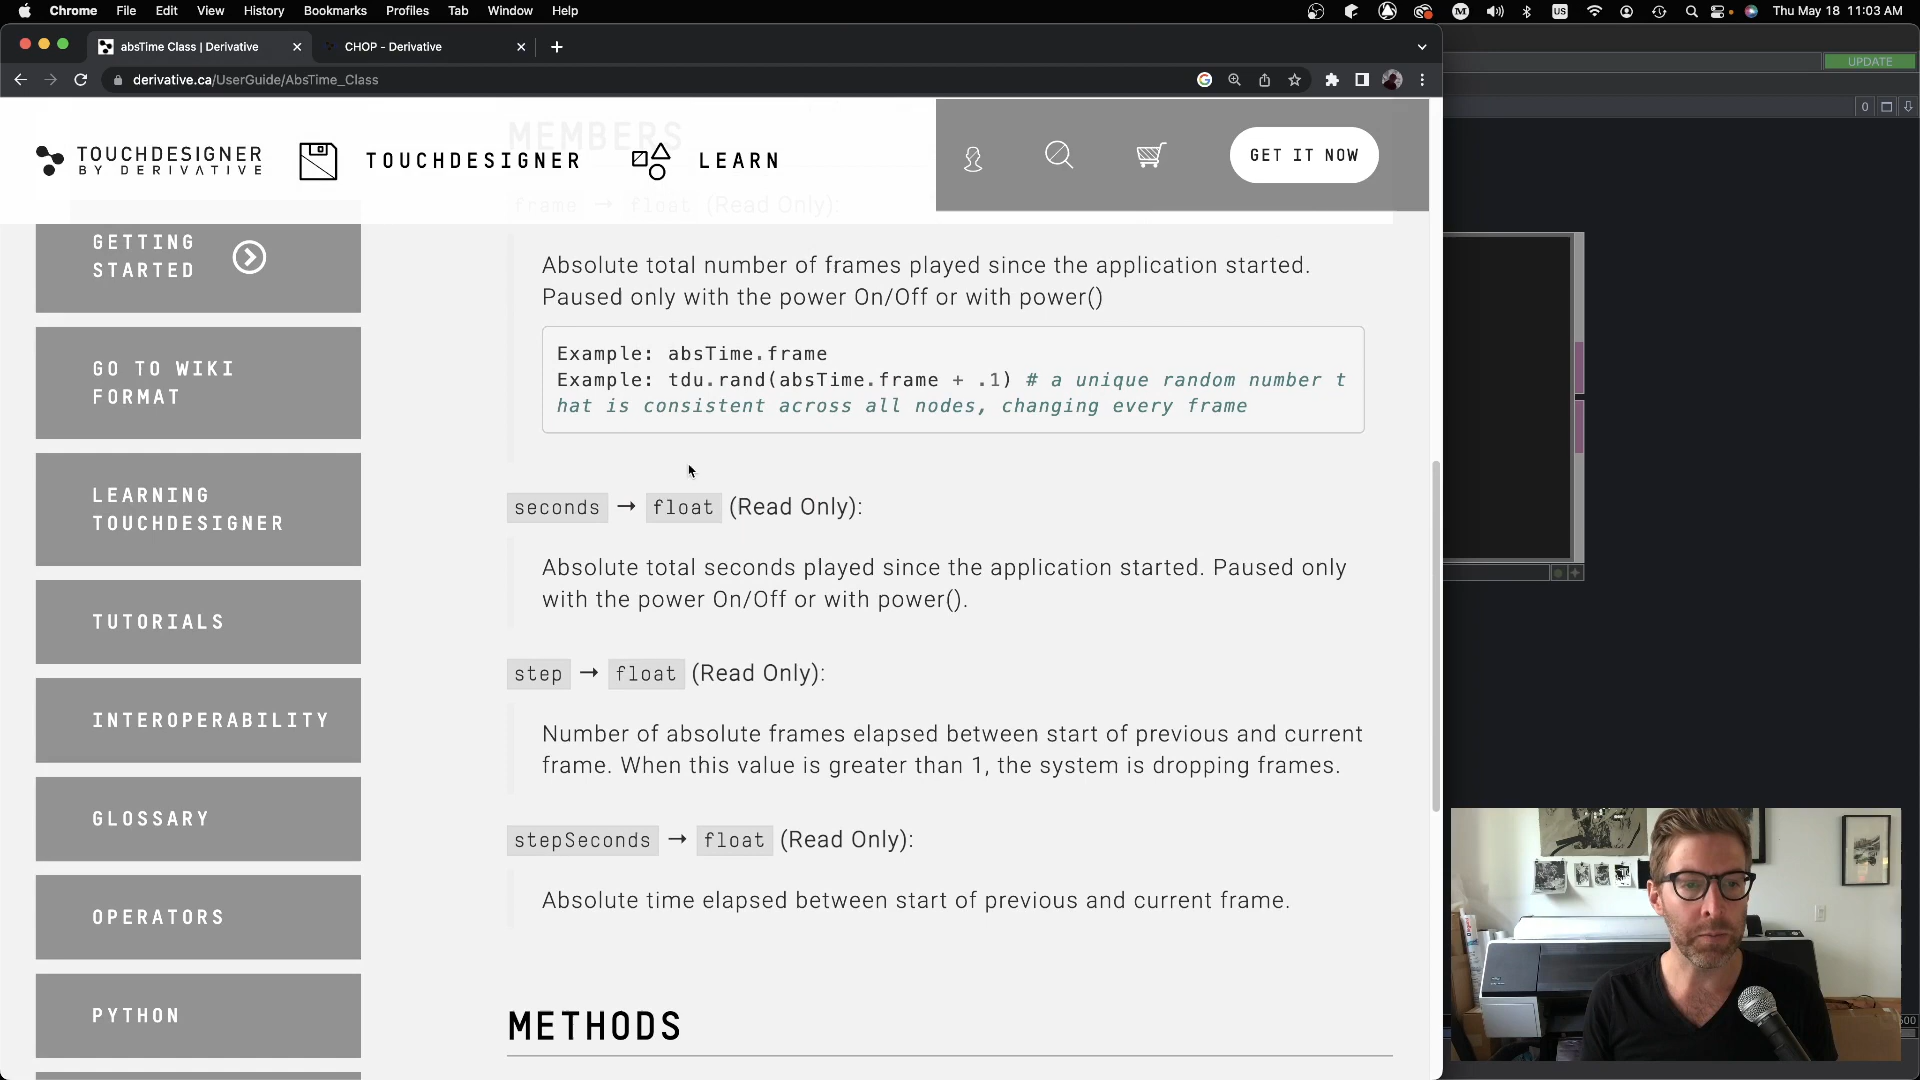 Chrome File Edit View History Bookmarks Profiles Tab Window Help
US
Thu May 18 11:03 AM
absTime Class | Derivative
CHOP - Derivative
derivative.ca/UserGuide/AbsTime_Class
UPDATE
0
MEMBERS
TOUCHDESIGNER
BY DERIVATIVE
TOUCHDESIGNER
LEARN
GET IT NOW
frame → float (Read Only):
GETTING
STARTED
GO TO WIKI
FORMAT
LEARNING
TOUCHDESIGNER
TUTORIALS
INTEROPERABILITY
GLOSSARY
OPERATORS
PYTHON
Absolute total number of frames played since the application started.
Paused only with the power On/Off or with power()
Example: absTime.frame
Example: tdu.rand(absTime.frame + .1) # a unique random number t
hat is consistent across all nodes, changing every frame
seconds → float (Read Only):
Absolute total seconds played since the application started. Paused only
with the power On/Off or with power().
step → float (Read Only):
Number of absolute frames elapsed between start of previous and current
frame. When this value is greater than 1, the system is dropping frames.
stepSeconds → float (Read Only):
Absolute time elapsed between start of previous and current frame.
METHODS